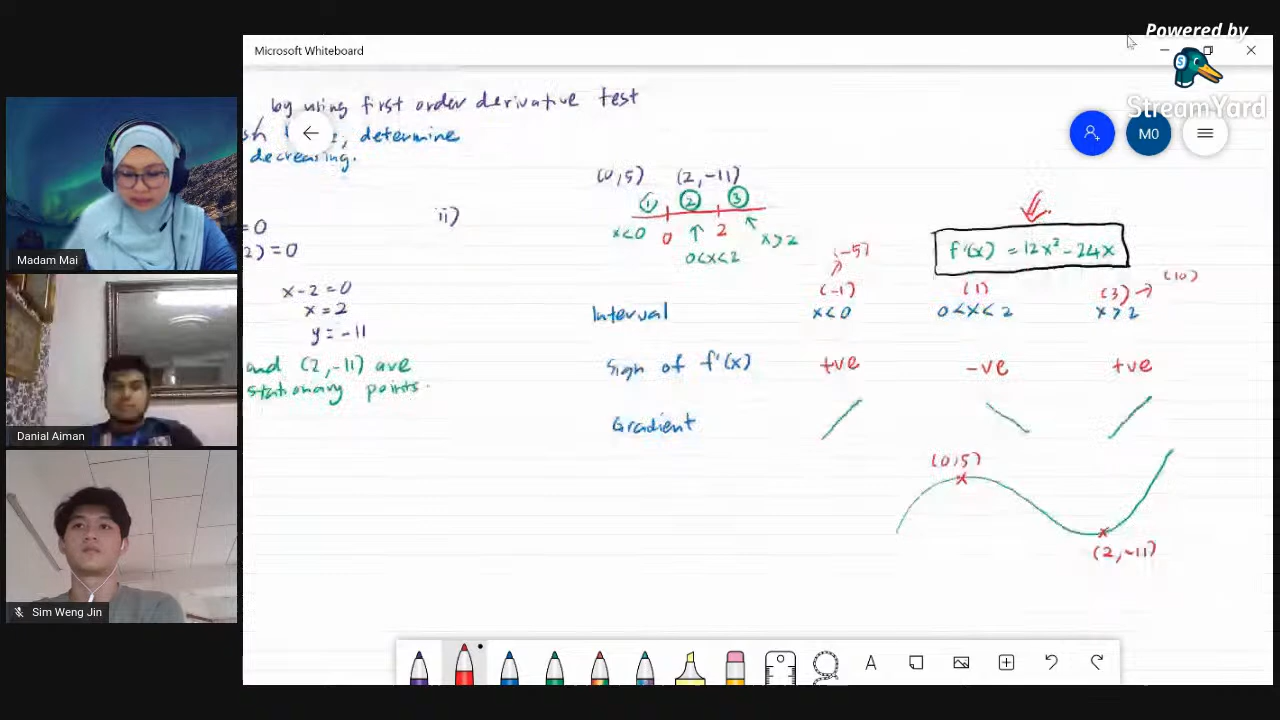 Powered by
StreamYard
Microsoft Whiteboard
M0
by using first order derivative test
determine
decreasing.
= 0
2) = 0
x-2 = 0
x = 2
y = -11
and (2,-11) are
stationary points.
ii)
(0,5) (2,-11)
1 2 3
x<0 0 2 x>2
0<x<2
f'(x) = 12x² - 24x
(-5)
(-1) (1) (3) → (10)
Interval x<0 0<x<2 x>2
Sign of f'(x) +ve -ve +ve
Gradient
(0,5)
(2,-11)
Madam Mai
Danial Aiman
Sim Weng Jin
A